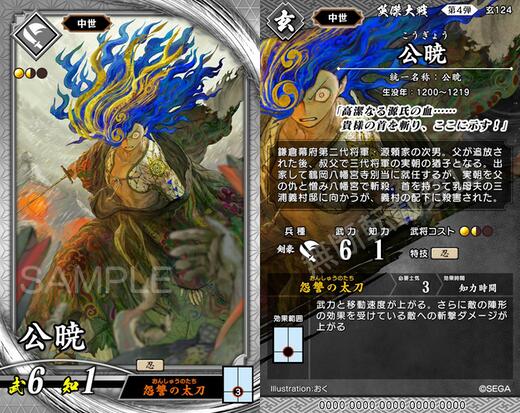 中世
公暁
SAMPLE
公暁
忍
武6 知1
おんしゅうのたち
怨讐の太刀
3
玄
中世
英傑大戦
第4弾
玄124
こうぎょう
公暁
統一名称:公暁
生没年:1200~1219
「高潔なる源氏の血……
貴様の首を斬り、ここに示す!」
鎌倉幕府第二代将軍・源頼家の次男。父が追放
された後、叔父で三代将軍の実朝の猶子となる。出
家して鶴岡八幡宮寺別当に就任するが、実朝を父
の仇と憎み八幡宮で斬殺。首を持って乳母夫の三
浦義村邸に向かうが、義村の配下に殺害された。
兵種
武力
知力
武将コスト
剣豪
6
1
特技
忍
おんしゅうのたち
怨讐の太刀
必要士気
3
効果時間
知力時間
効果範囲
武力と移動速度が上がる。さらに敵の陣形
の効果を受けている敵への斬撃ダメージが
上がる
Illustration:おく
©SEGA
0000 0000 0000 0000 0000